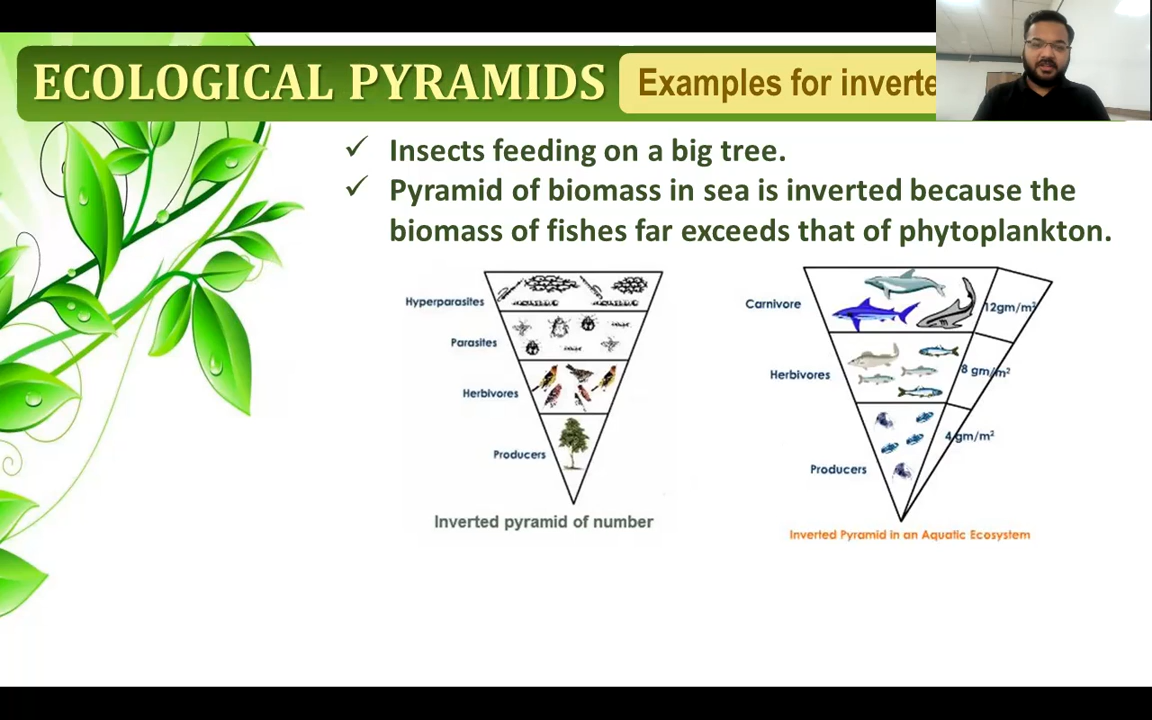 ECOLOGICAL PYRAMIDS
Examples for inverte
✓ Insects feeding on a big tree.
✓ Pyramid of biomass in sea is inverted because the
biomass of fishes far exceeds that of phytoplankton.
Hyperparasites
Parasites
Herbivores
Producers
Inverted pyramid of number
Carnivore
12gm/m²
Herbivores
8 gm/m²
4gm/m²
Producers
Inverted Pyramid in an Aquatic Ecosystem